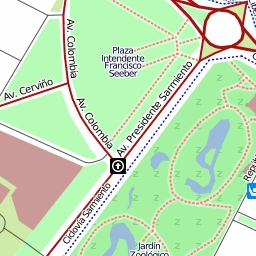 Av. Colombia
Plaza
Intendente
Francisco
Seeber
Av. Cerviño
Av. Colombia
Av. Presidente Sarmiento
Ciclovía Sarmiento
Jardín
Zoológico